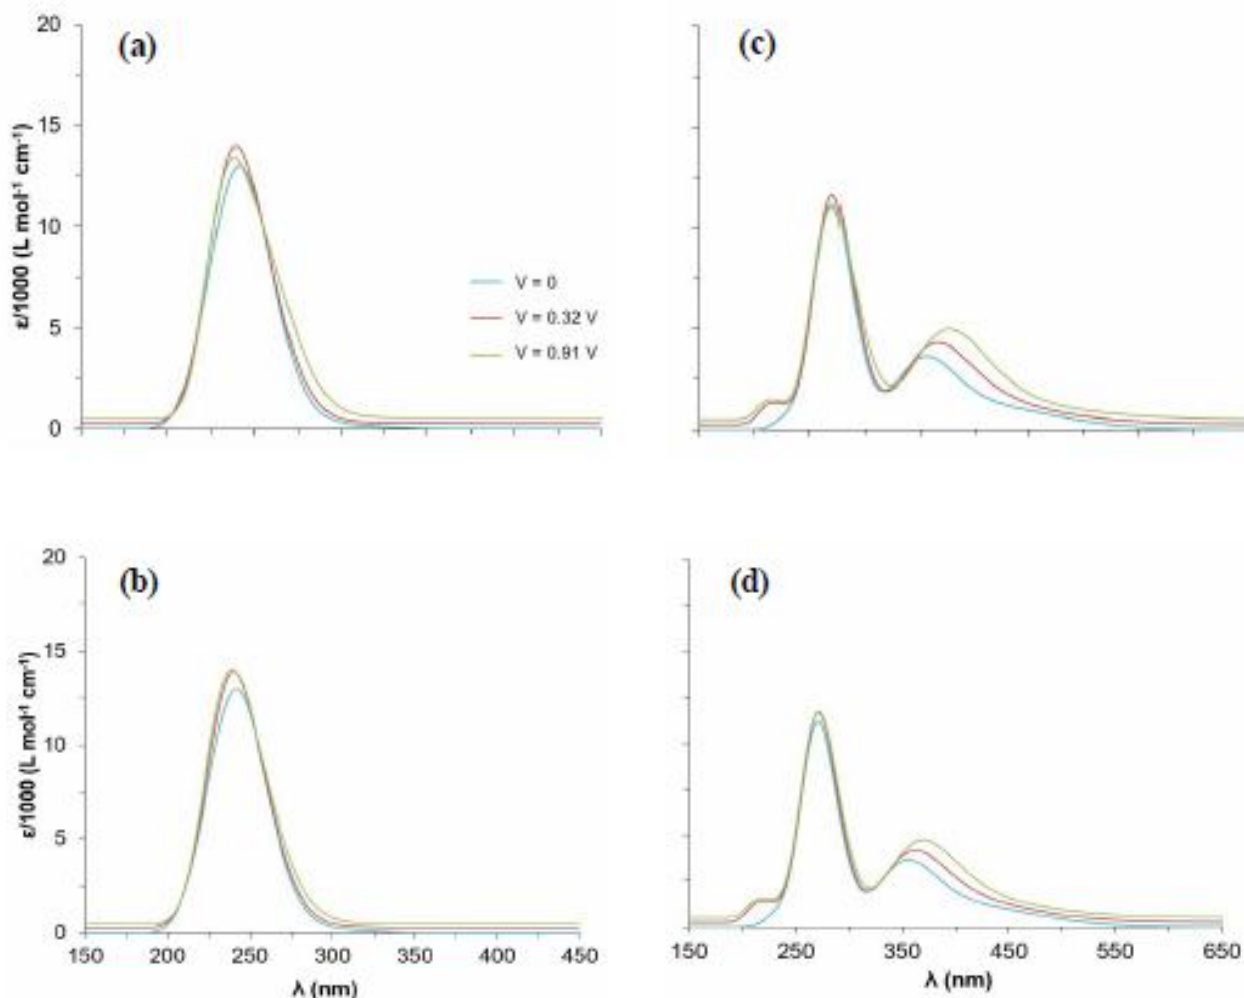 (a)
20
15
10
5
0
ε/1000 (L mol⁻¹ cm⁻¹)
V = 0
V = 0.32 V
V = 0.91 V
(c)
(b)
20
15
10
5
0
ε/1000 (L mol⁻¹ cm⁻¹)
150 200 250 300 350 400 450
λ (nm)
(d)
150 250 350 450 550 650
λ (nm)